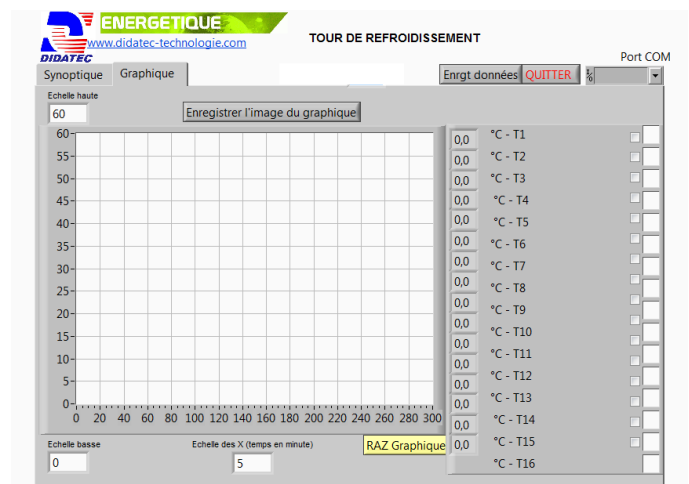 ENERGETIQUE
www.didatec-technologie.com
DIDATEC
TOUR DE REFROIDISSEMENT
Port COM
Synoptique Graphique Enrgt données QUITTER
Echelle haute
60 Enregistrer l'image du graphique
60
55
50
45
40
35
30
25
20
15
10
5
0
0 20 40 60 80 100 120 140 160 180 200 220 240 260 280 300
0,0 °C - T1
0,0 °C - T2
0,0 °C - T3
0,0 °C - T4
0,0 °C - T5
0,0 °C - T6
0,0 °C - T7
0,0 °C - T8
0,0 °C - T9
0,0 °C - T10
0,0 °C - T11
0,0 °C - T12
0,0 °C - T13
0,0 °C - T14
0,0 °C - T15
0,0 °C - T16
Echelle basse Echelle des X (temps en minute) RAZ Graphique
0 5